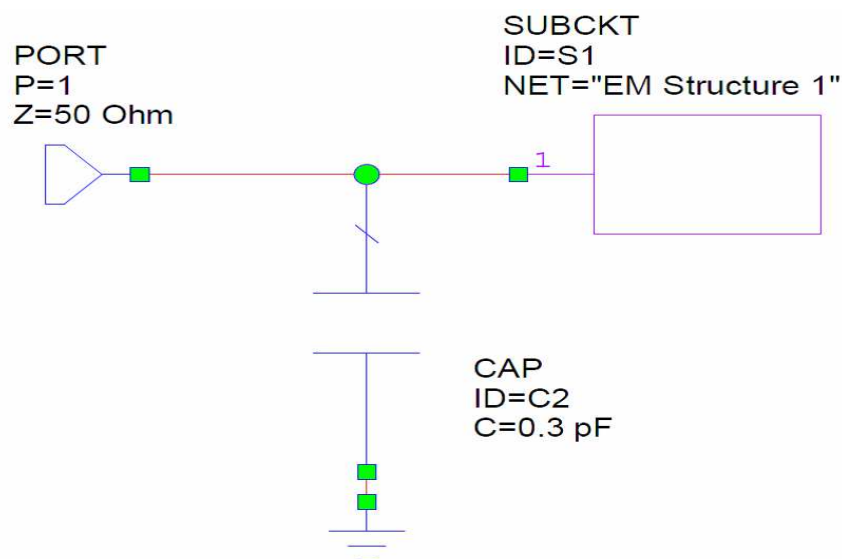 PORT
P=1
Z=50 Ohm
SUBCKT
ID=S1
NET="EM Structure 1"
1
CAP
ID=C2
C=0.3 pF